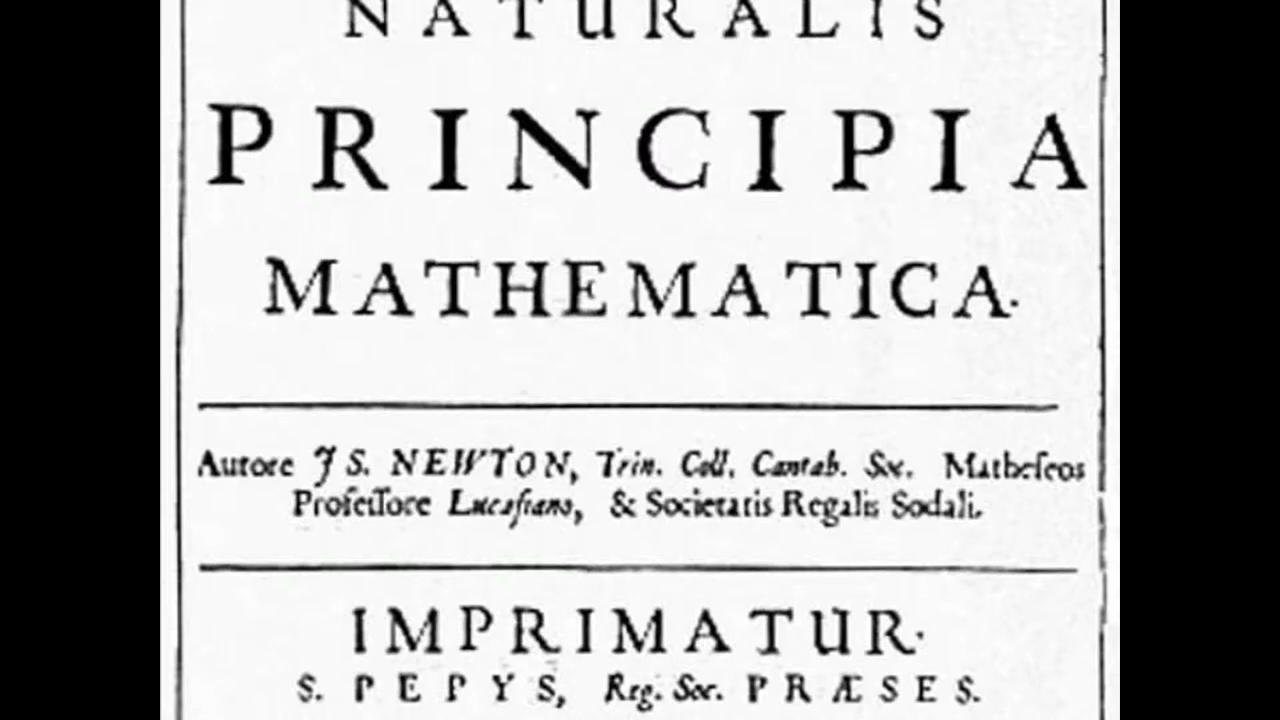 NATURALIS
PRINCIPIA
MATHEMATICA.
Autore JS. NEWTON, Trin. Coll. Cantab. Soc. Matheseos
Professore Lucasiano, & Societatis Regalis Sodali.
IMPRIMATUR.
S. PEPYS, Reg. Soc. PRÆSES.